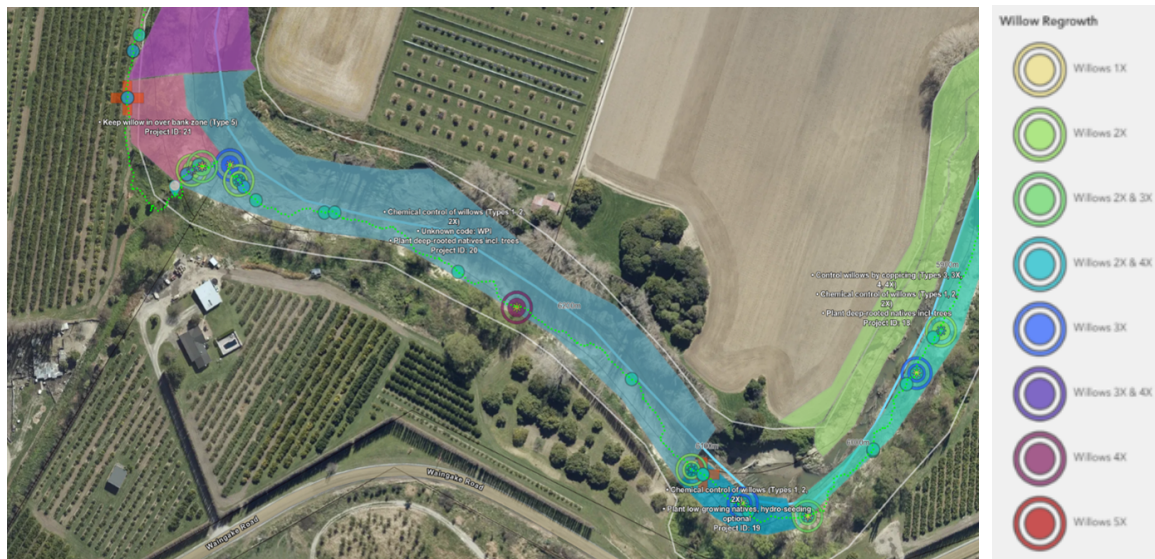 • Keep willow in over bank zone (Type 5)
Project ID: 21
• Chemical control of willows (Types 1, 2,
2X)
• Unknown code: WPI
• Plant deep rooted natives incl. trees
Project ID: 20
• Control willows by coppicing (Types
4, 4X)
• Chemical control of willows (Types 1, 2,
2X)
• Plant deep rooted natives incl. trees
Project ID:
• Chemical control of willows (Types 1, 2,
2X)
• Plant low growing natives, hydro-seeding
optional
Project ID: 19
Waingake Road
Waingake Road
Willow Regrowth
Willows 1X
Willows 2X
Willows 2X & 3X
Willows 2X & 4X
Willows 3X
Willows 3X & 4X
Willows 4X
Willows 5X